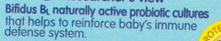 Bifidus BL naturally active probiotic cultures
that helps to reinforce baby's immune
defense system.